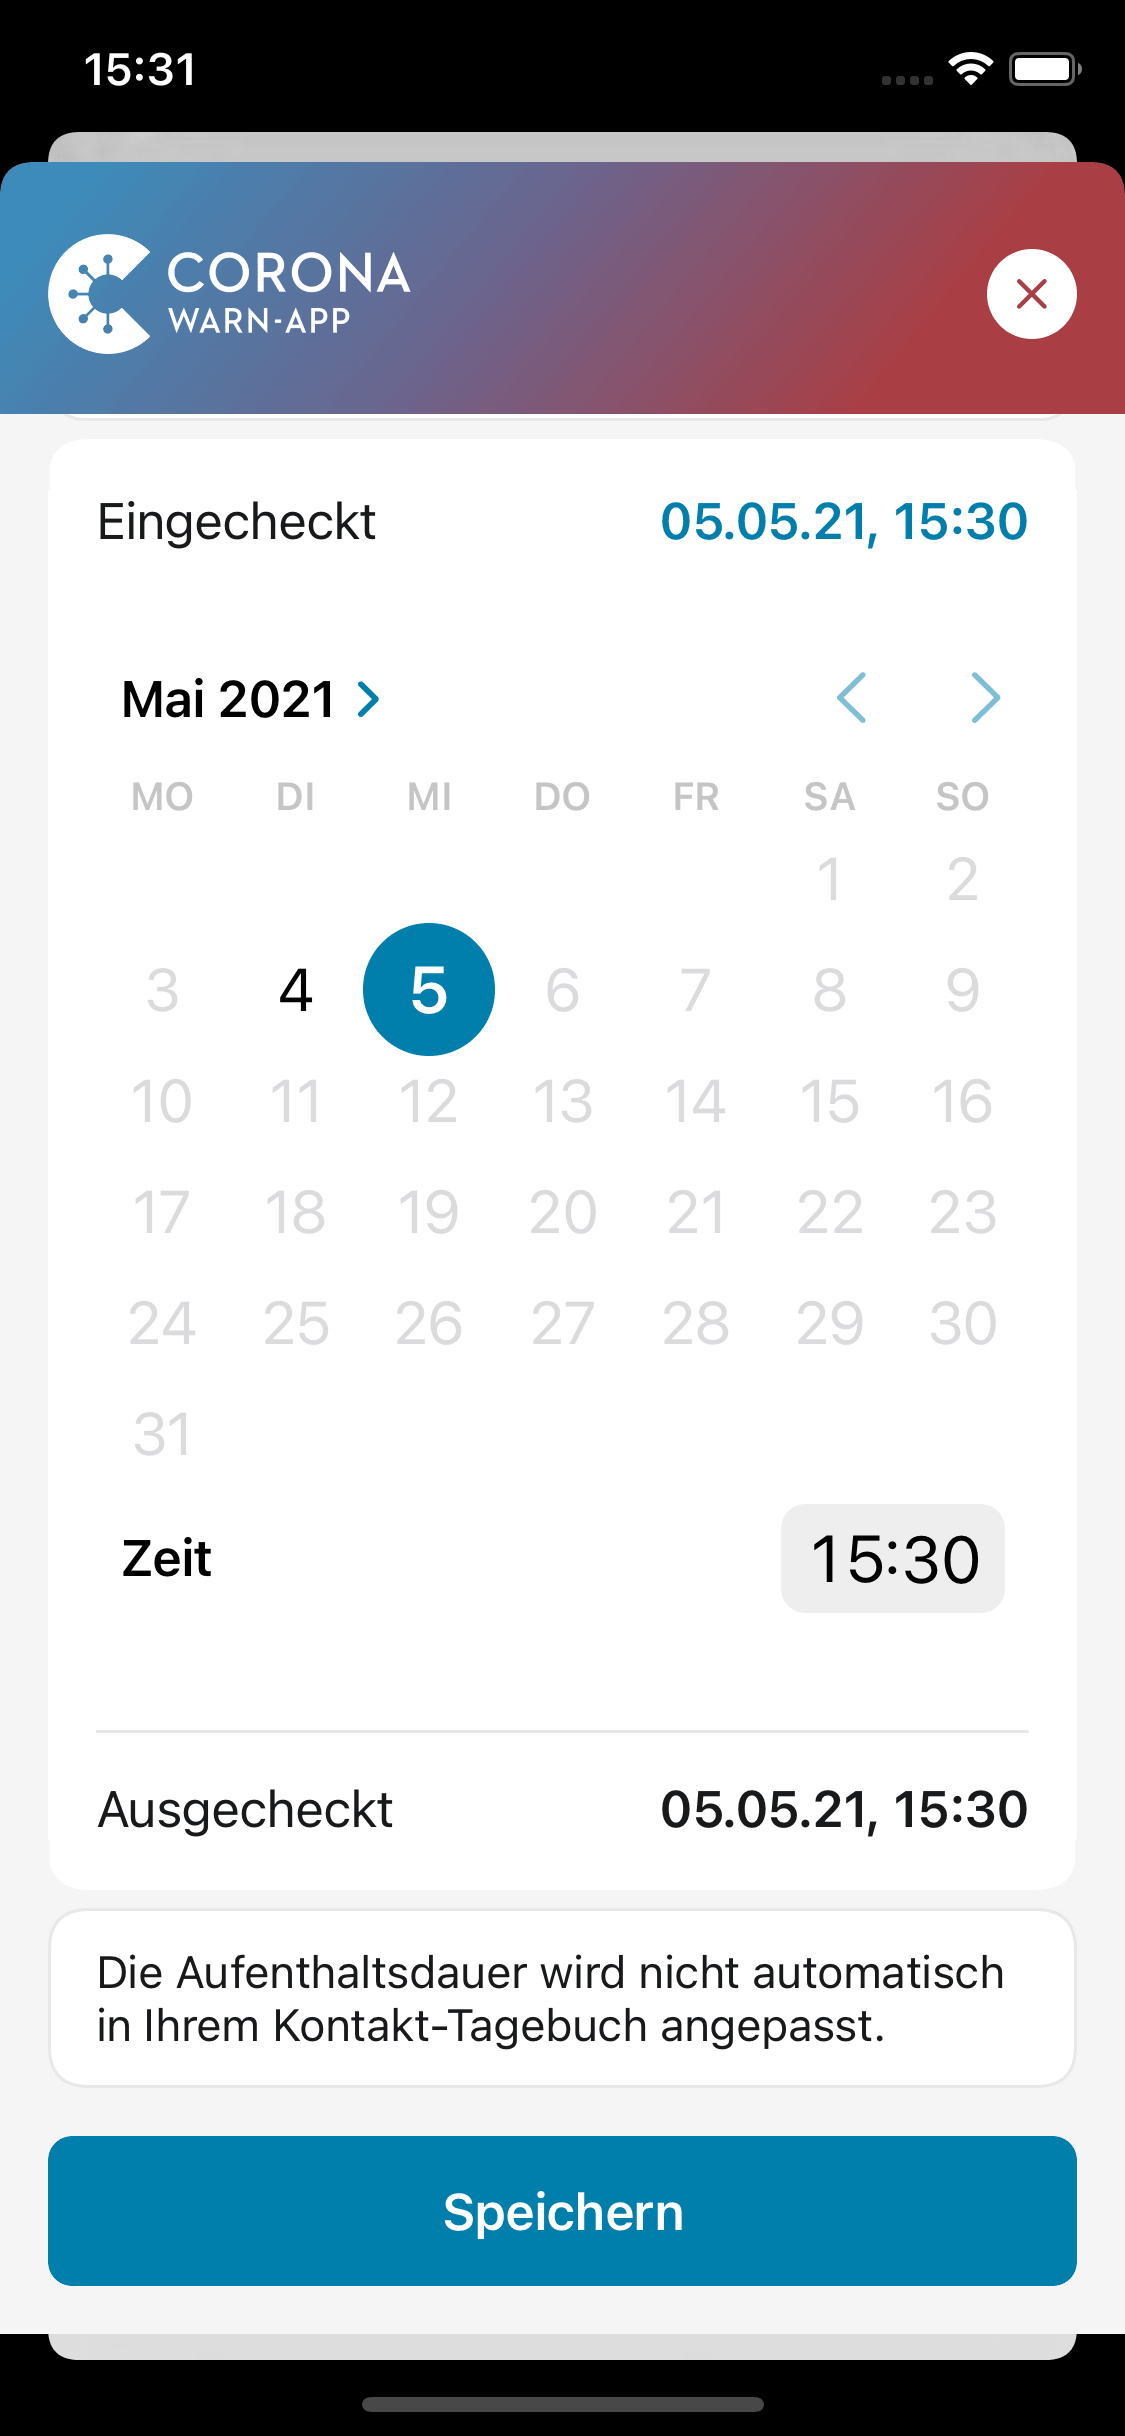 15:31
CORONA
WARN-APP
Eingecheckt 05.05.21, 15:30
Mai 2021
MO DI MI DO FR SA SO
1 2
3 4 5 6 7 8 9
10 11 12 13 14 15 16
17 18 19 20 21 22 23
24 25 26 27 28 29 30
31
Zeit 15:30
Ausgecheckt 05.05.21, 15:30
Die Aufenthaltsdauer wird nicht automatisch
in Ihrem Kontakt-Tagebuch angepasst.
Speichern